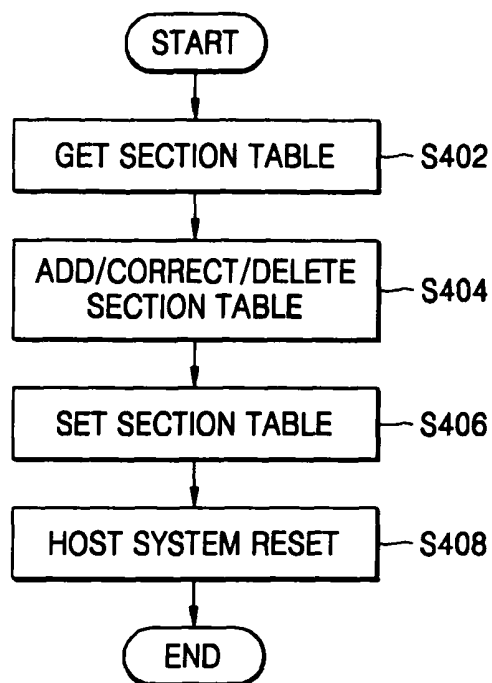 START
GET SECTION TABLE S402
ADD/CORRECT/DELETE
SECTION TABLE S404
SET SECTION TABLE S406
HOST SYSTEM RESET S408
END